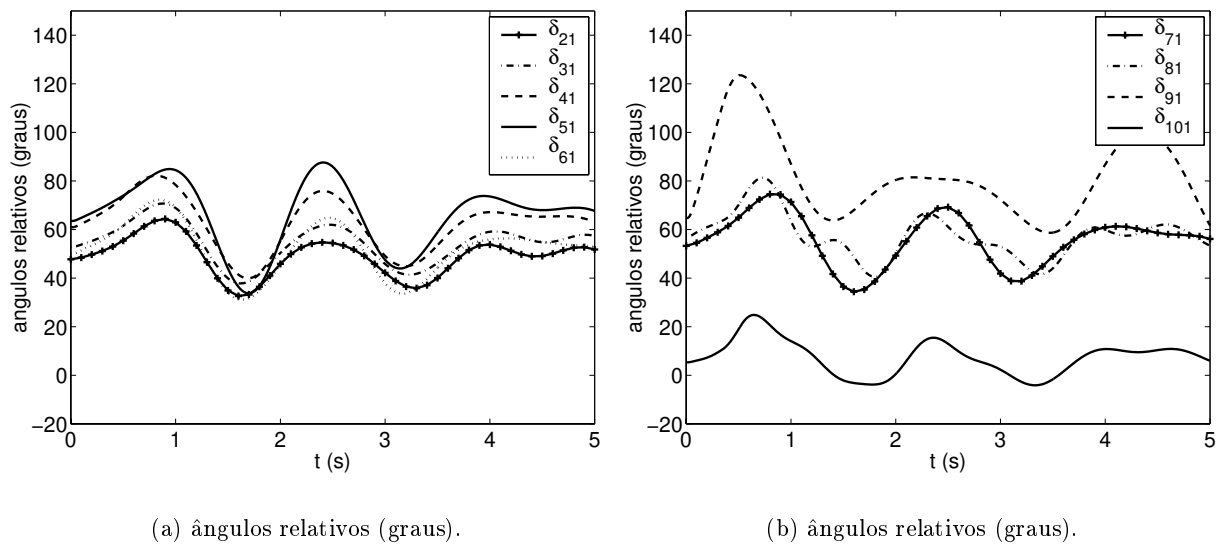 140
120
100
80
60
40
20
0
−20
0 1 2 3 4 5
angulos relativos (graus)
t (s)
δ21
δ31
δ41
δ51
δ61
(a) ângulos relativos (graus).
140
120
100
80
60
40
20
0
−20
0 1 2 3 4 5
angulos relativos (graus)
t (s)
δ71
δ81
δ91
δ101
(b) ângulos relativos (graus).